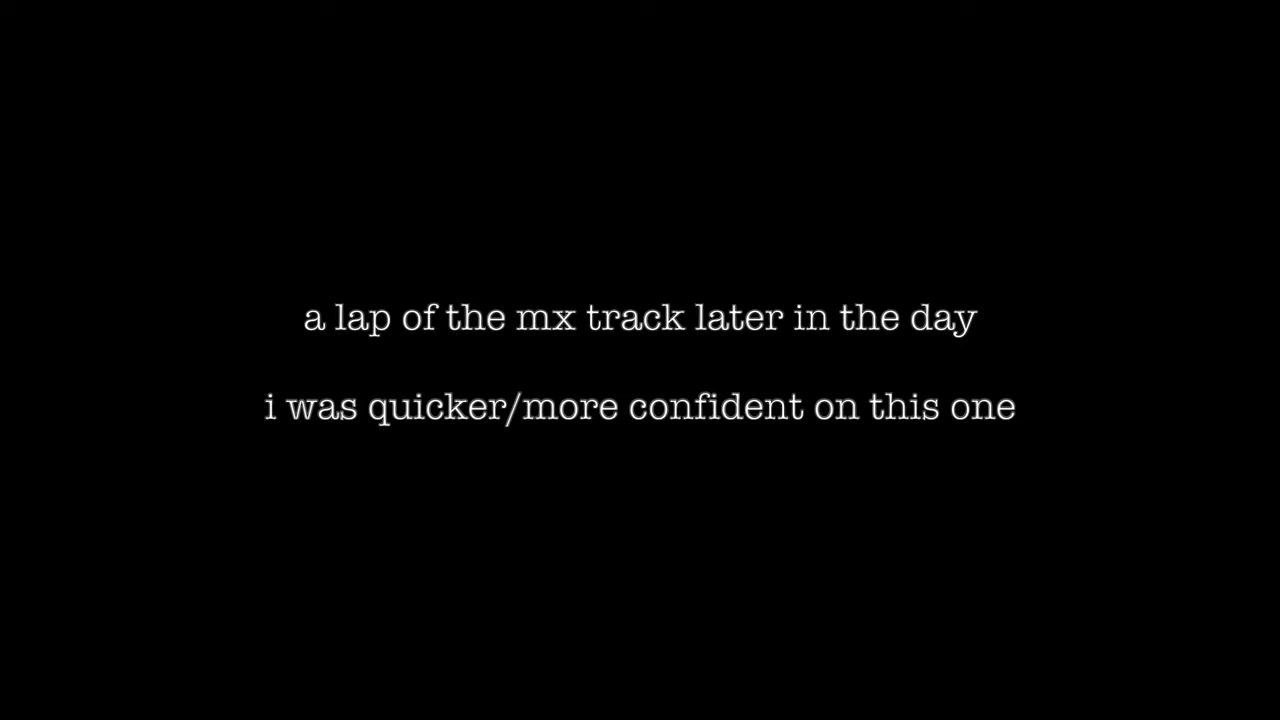 a lap of the mx track later in the day
i was quicker/more confident on this one